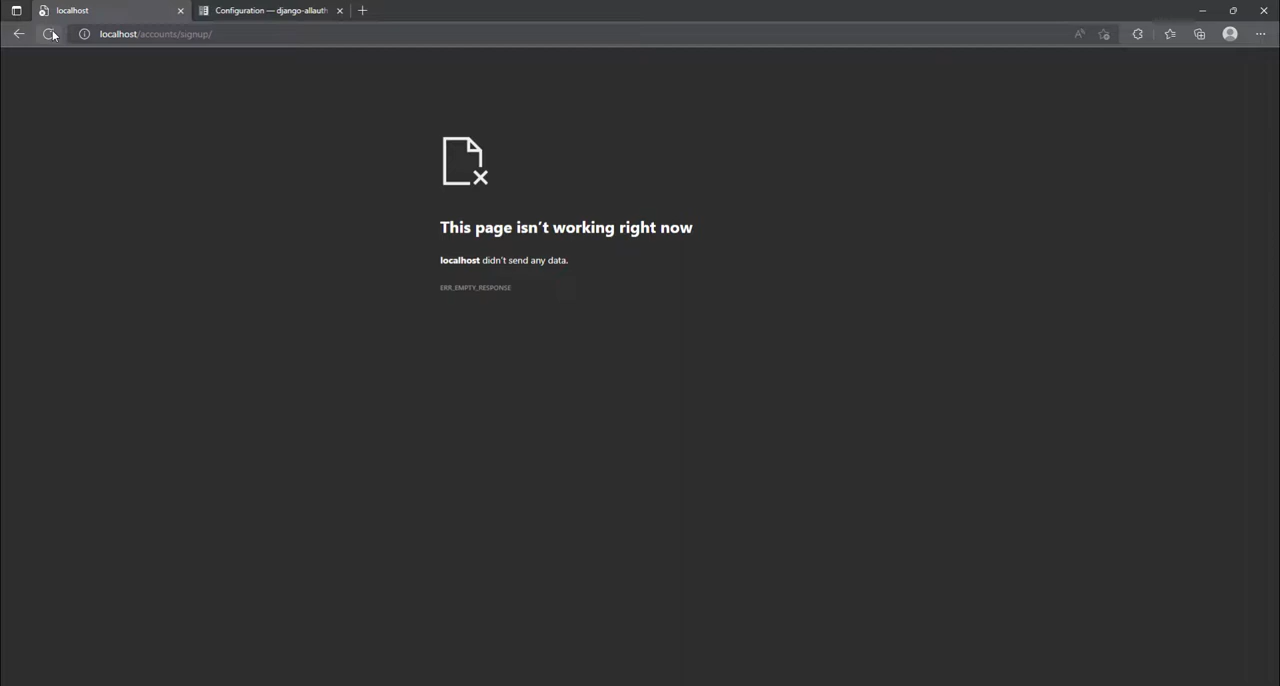 localhost
Configuration — django-allauth
localhost/accounts/signup/
This page isn't working right now
localhost didn't send any data.
ERR_EMPTY_RESPONSE